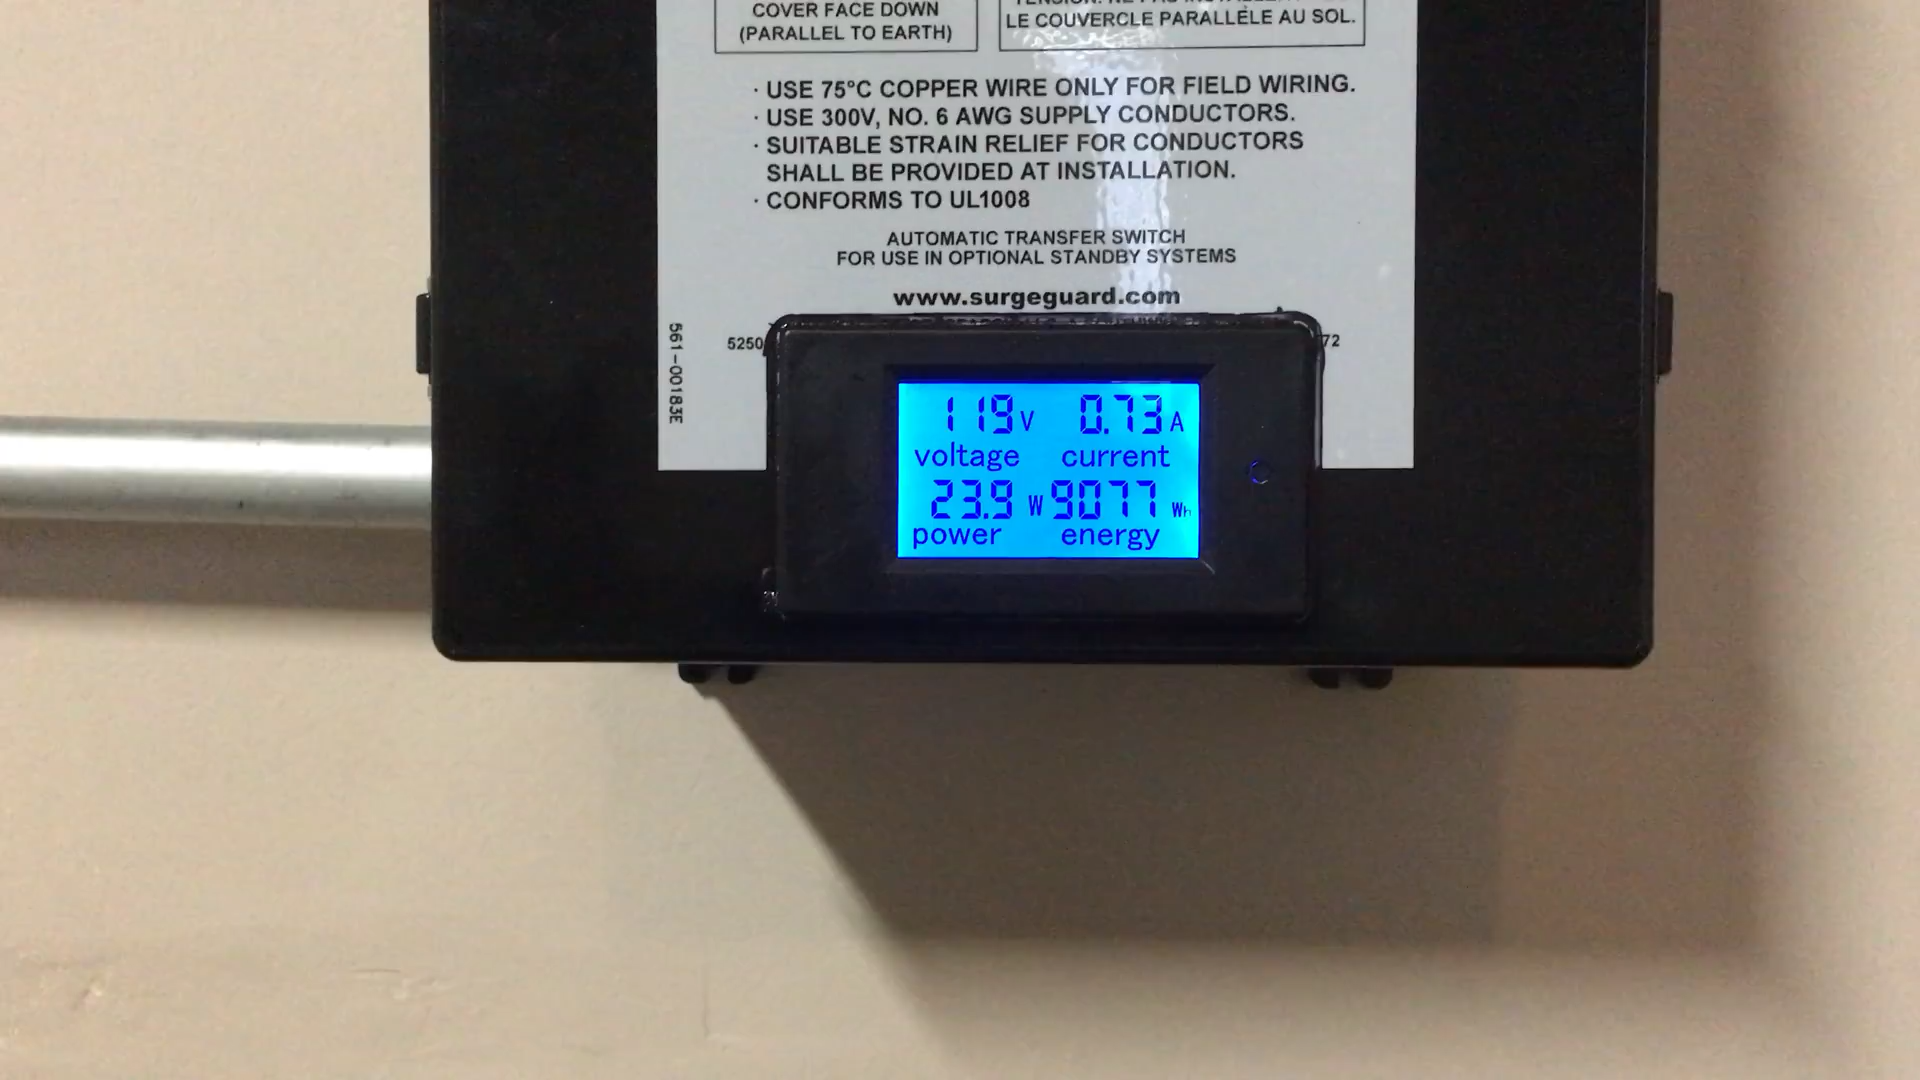 COVER FACE DOWN
(PARALLEL TO EARTH)
LE COUVERCLE PARALLÈLE AU SOL.
· USE 75°C COPPER WIRE ONLY FOR FIELD WIRING.
· USE 300V, NO. 6 AWG SUPPLY CONDUCTORS.
· SUITABLE STRAIN RELIEF FOR CONDUCTORS
SHALL BE PROVIDED AT INSTALLATION.
· CONFORMS TO UL1008
AUTOMATIC TRANSFER SWITCH
FOR USE IN OPTIONAL STANDBY SYSTEMS
www.surgeguard.com
561-00183E
5250
72
119 V 0.73 A
voltage current
23.9 W 9077 Wh
power energy